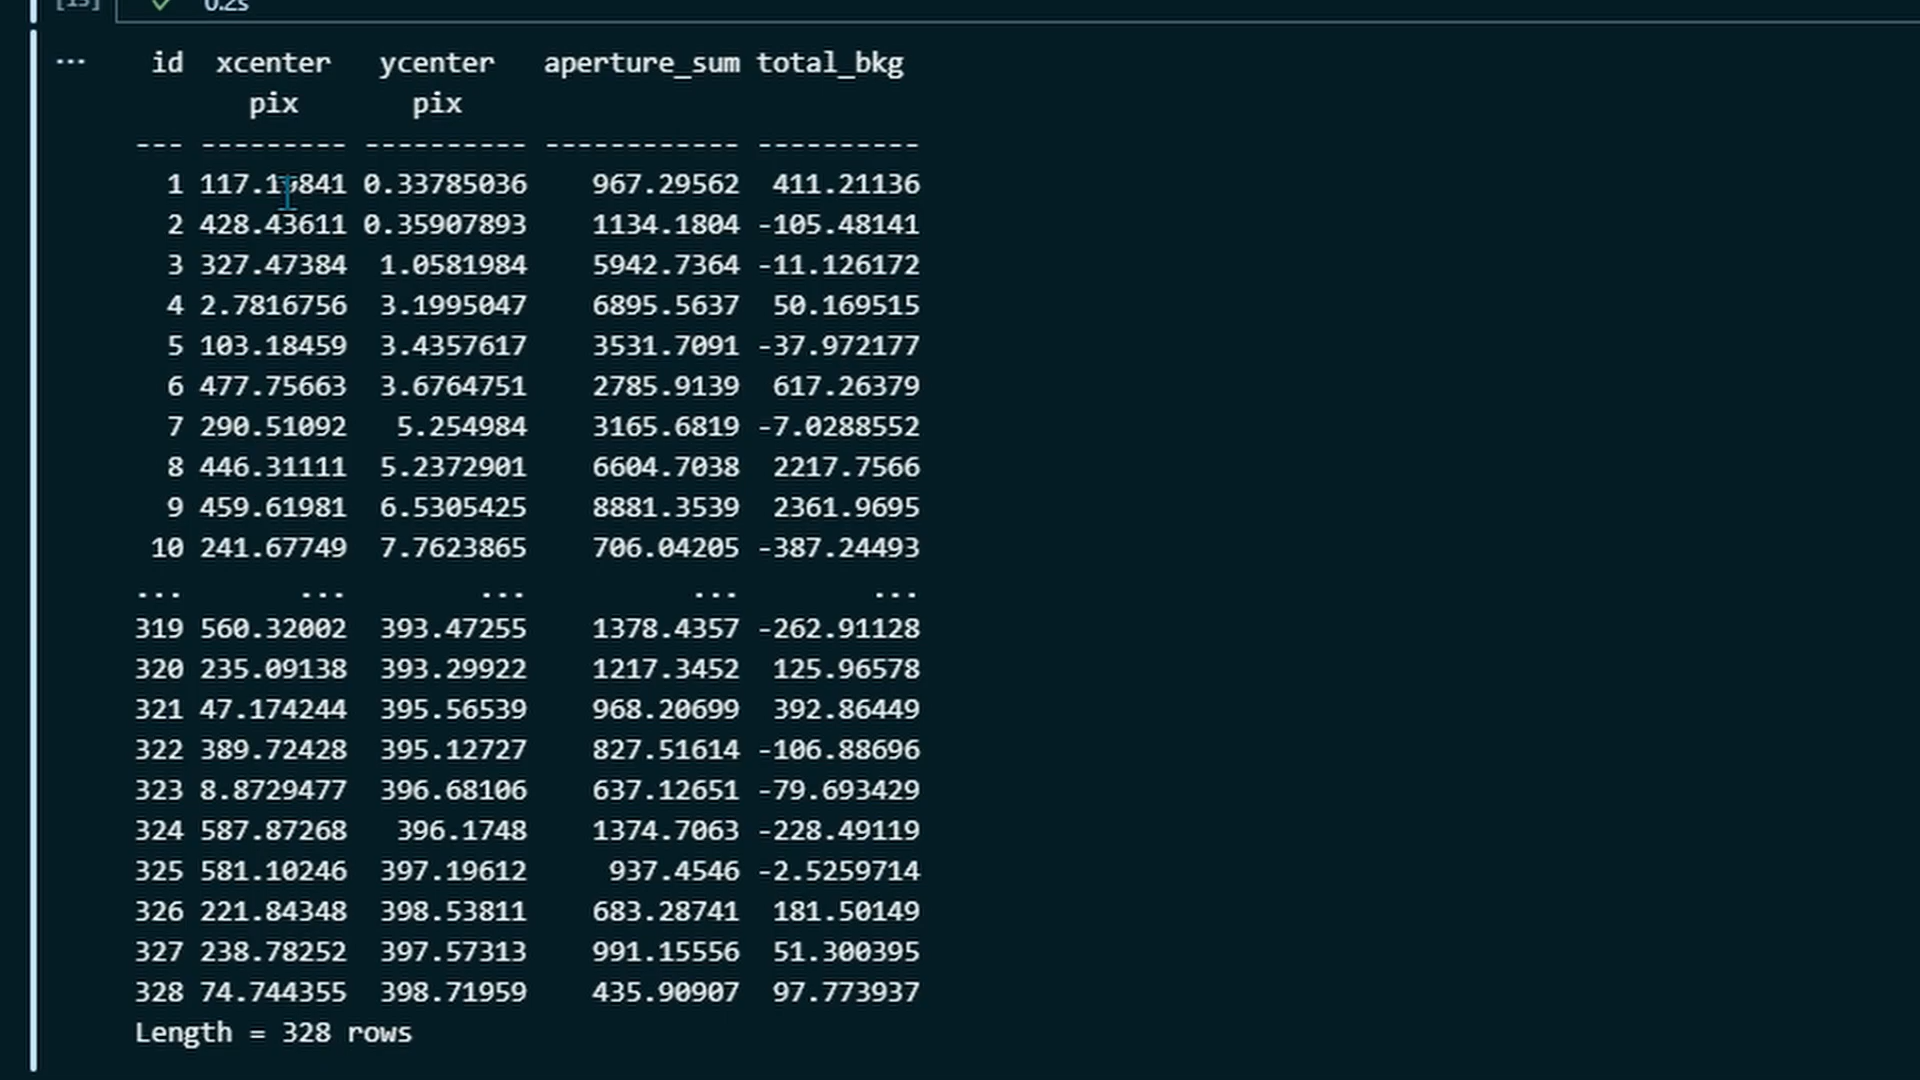 [15] 0.2s
... id xcenter ycenter aperture_sum total_bkg
pix pix
--- --------- ---------- ------------ ----------
1 0.33785036 967.29562 411.21136
2 428.43611 0.35907893 1134.1804 -105.48141
3 327.47384 1.0581984 5942.7364 -11.126172
4 2.7816756 3.1995047 6895.5637 50.169515
5 103.18459 3.4357617 3531.7091 -37.972177
6 477.75663 3.6764751 2785.9139 617.26379
7 290.51092 5.254984 3165.6819 -7.0288552
8 446.31111 5.2372901 6604.7038 2217.7566
9 459.61981 6.5305425 8881.3539 2361.9695
10 241.67749 7.7623865 706.04205 -387.24493
... ... ... ... ...
319 560.32002 393.47255 1378.4357 -262.91128
320 235.09138 393.29922 1217.3452 125.96578
321 47.174244 395.56539 968.20699 392.86449
322 389.72428 395.12727 827.51614 -106.88696
323 8.8729477 396.68106 637.12651 -79.693429
324 587.87268 396.1748 1374.7063 -228.49119
325 581.10246 397.19612 937.4546 -2.5259714
326 221.84348 398.53811 683.28741 181.50149
327 238.78252 397.57313 991.15556 51.300395
328 74.744355 398.71959 435.90907 97.773937
Length = 328 rows